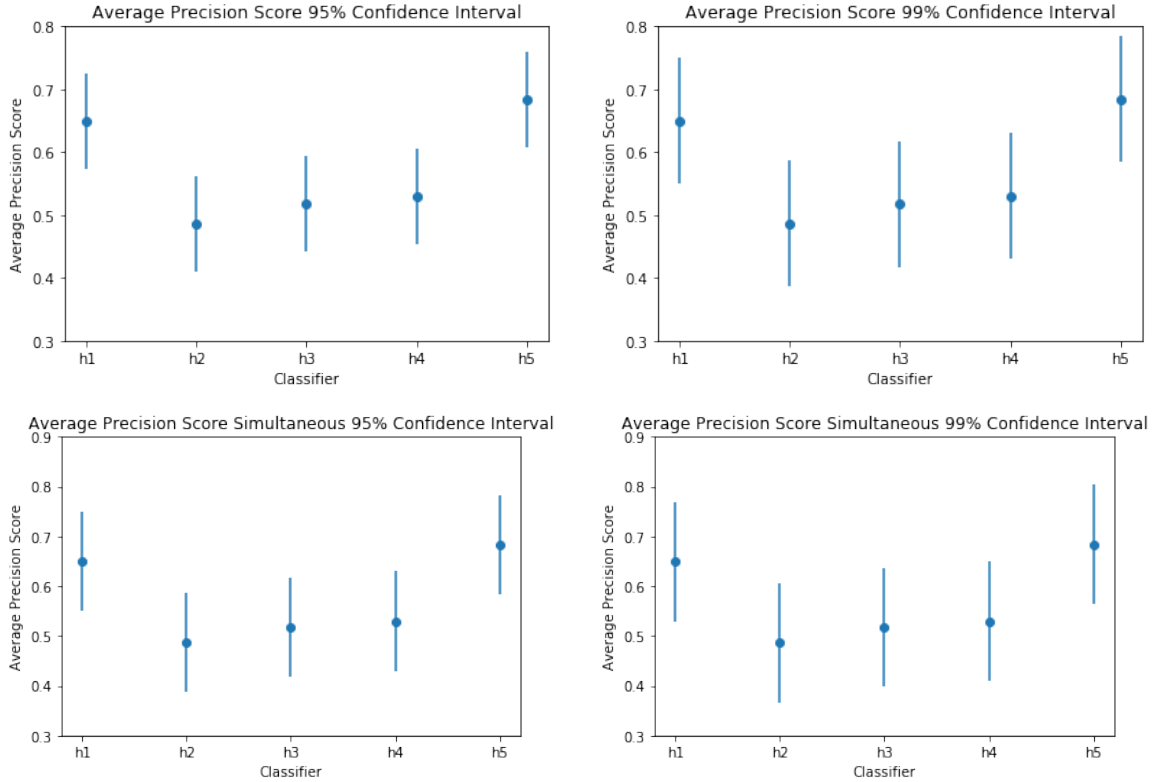 Average Precision Score 95% Confidence Interval
0.8
0.7
0.6
0.5
0.4
0.3
Average Precision Score
h1 h2 h3 h4 h5
Classifier
Average Precision Score 99% Confidence Interval
0.8
0.7
0.6
0.5
0.4
0.3
Average Precision Score
h1 h2 h3 h4 h5
Classifier
Average Precision Score Simultaneous 95% Confidence Interval
0.9
0.8
0.7
0.6
0.5
0.4
0.3
Average Precision Score
h1 h2 h3 h4 h5
Classifier
Average Precision Score Simultaneous 99% Confidence Interval
0.9
0.8
0.7
0.6
0.5
0.4
0.3
Average Precision Score
h1 h2 h3 h4 h5
Classifier